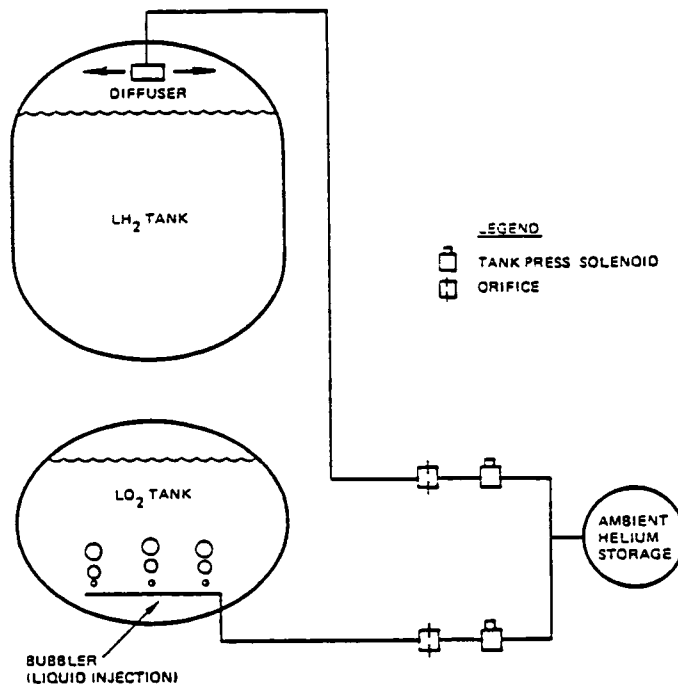 DIFFUSER
LH2 TANK
LEGEND
TANK PRESS SOLENOID
ORIFICE
LO2 TANK
AMBIENT
HELIUM
STORAGE
BUBBLER
(LIQUID INJECTION)